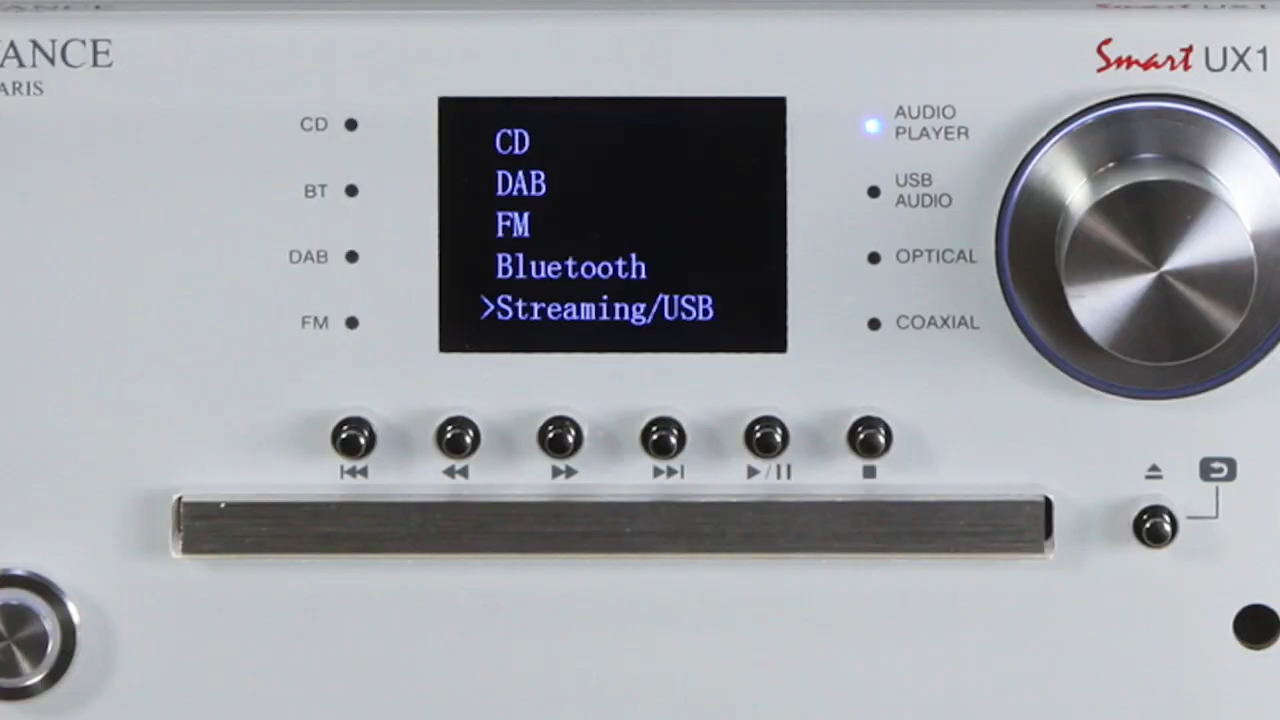 VANCE
ARIS
Smart UX1
CD
BT
DAB
FM
CD
DAB
FM
Bluetooth
>Streaming/USB
AUDIO
PLAYER
USB
AUDIO
OPTICAL
COAXIAL